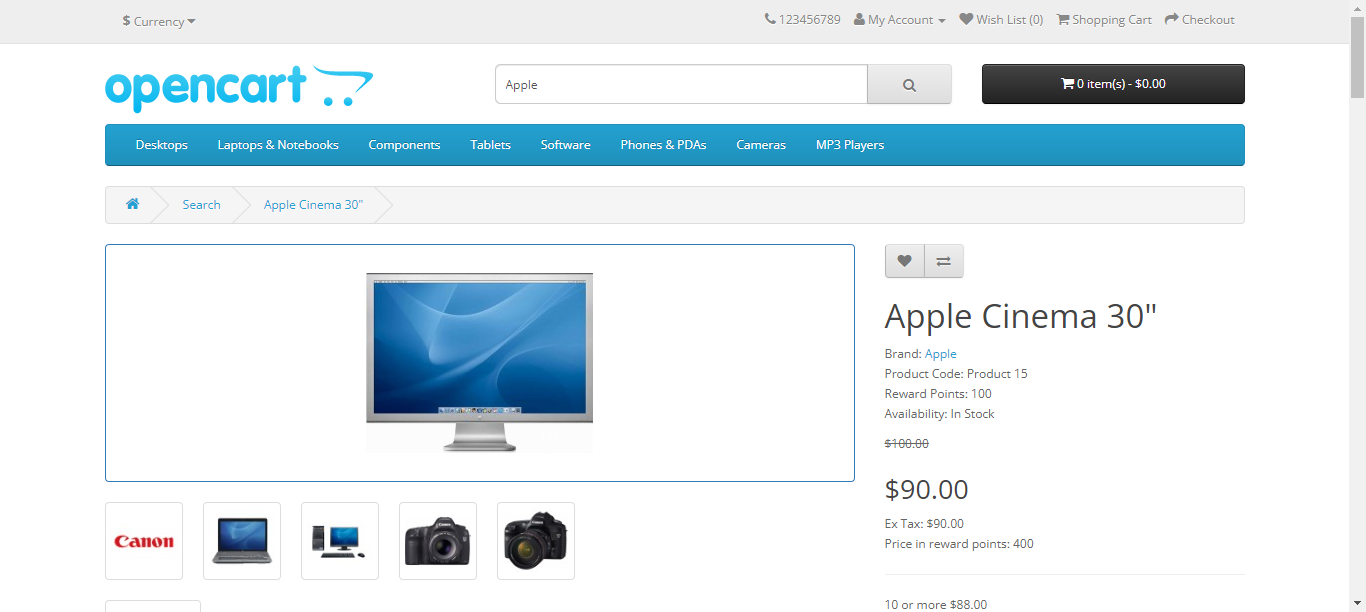 $ Currency
123456789 My Account Wish List (0) Shopping Cart Checkout
opencart
Apple
0 item(s) - $0.00
Desktops Laptops & Notebooks Components Tablets Software Phones & PDAs Cameras MP3 Players
Search Apple Cinema 30"
Apple Cinema 30"
Brand: Apple
Product Code: Product 15
Reward Points: 100
Availability: In Stock
$100.00
$90.00
Ex Tax: $90.00
Price in reward points: 400
Canon
10 or more $88.00